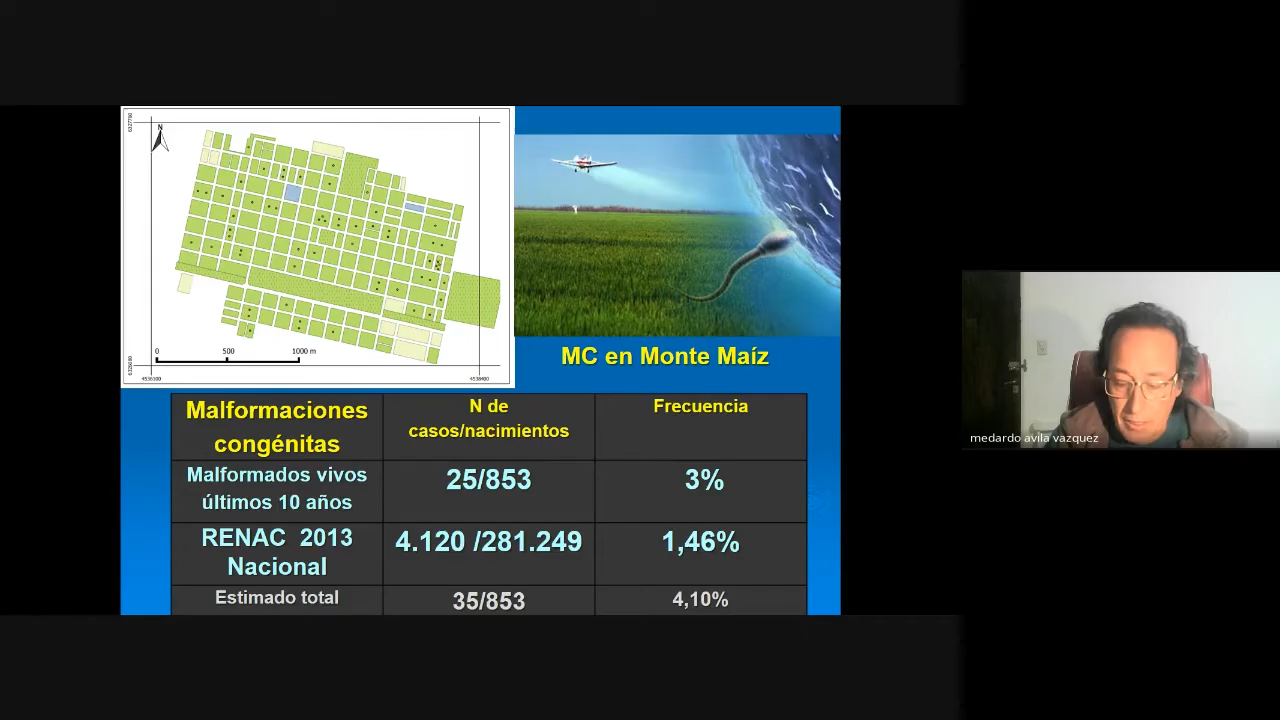 N
0
500
1000 m
4536100
MC en Monte Maíz
Malformaciones
congénitas
N de
casos/nacimientos
Frecuencia
Malformados vivos
últimos 10 años
25/853
3%
RENAC 2013
Nacional
4.120 /281.249
1,46%
Estimado total
35/853
4,10%
medardo avila vazquez